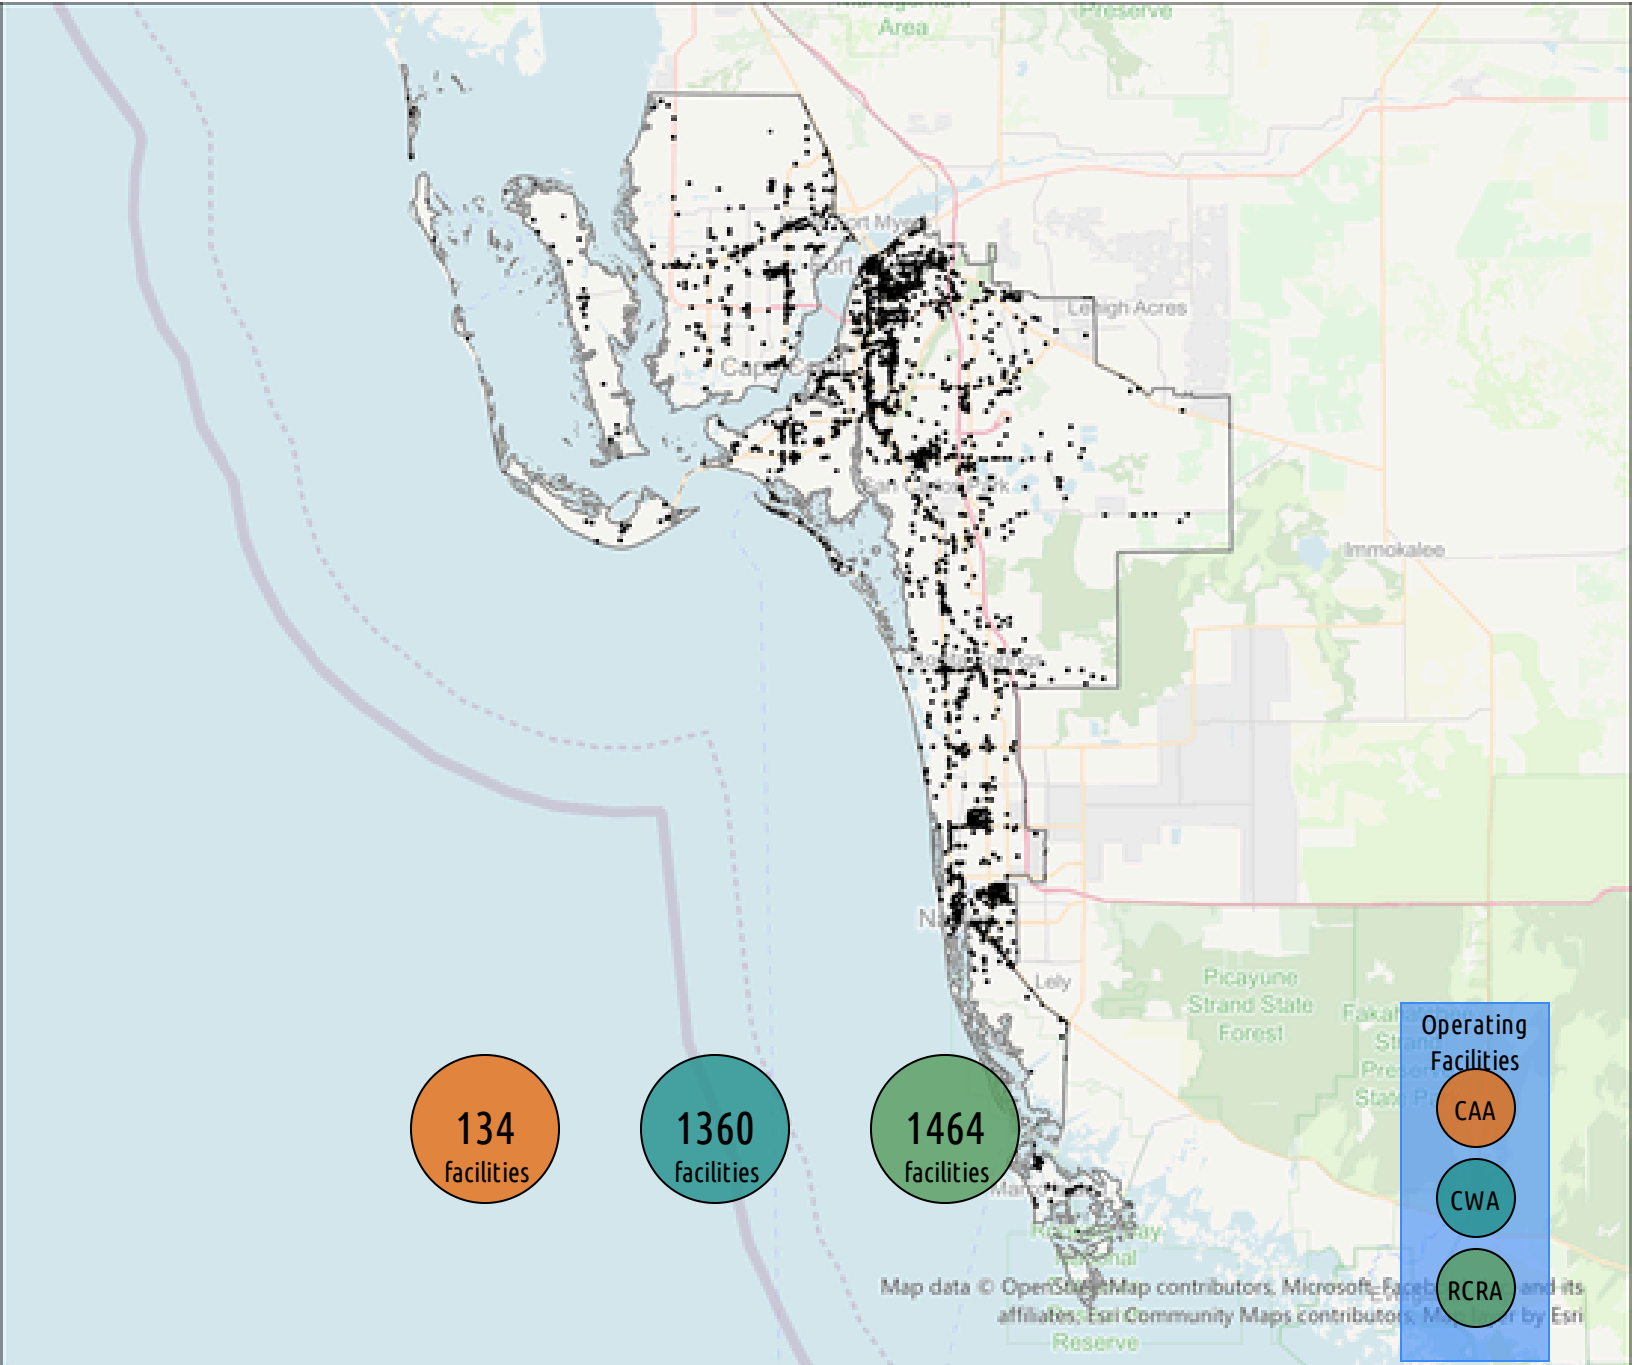 Area
Preserve
Lehigh Acres
Immokalee
Lely
Picayune
Strand State
Forest
Operating
Facilities
CAA
CWA
RCRA
134
facilities
1360
facilities
1464
facilities
Map data © OpenStreetMap contributors, Microsoft, and its
affiliates, Esri Community Maps contributors, Map layer by Esri
Reserve